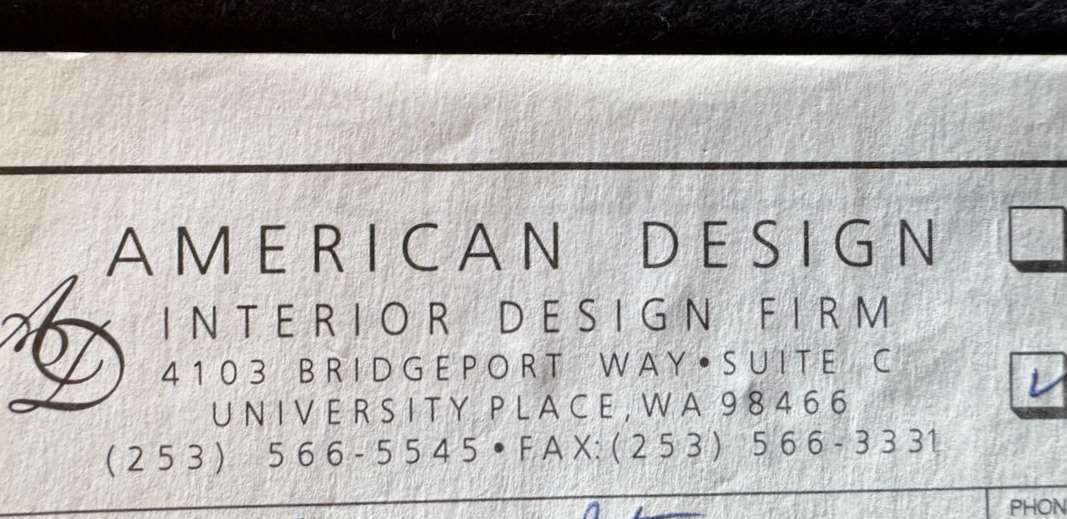 AMERICAN DESIGN
AD
INTERIOR DESIGN FIRM
4103 BRIDGEPORT WAY•SUITE C
UNIVERSITY PLACE, WA 98466
(253) 566-5545•FAX:(253) 566-3331